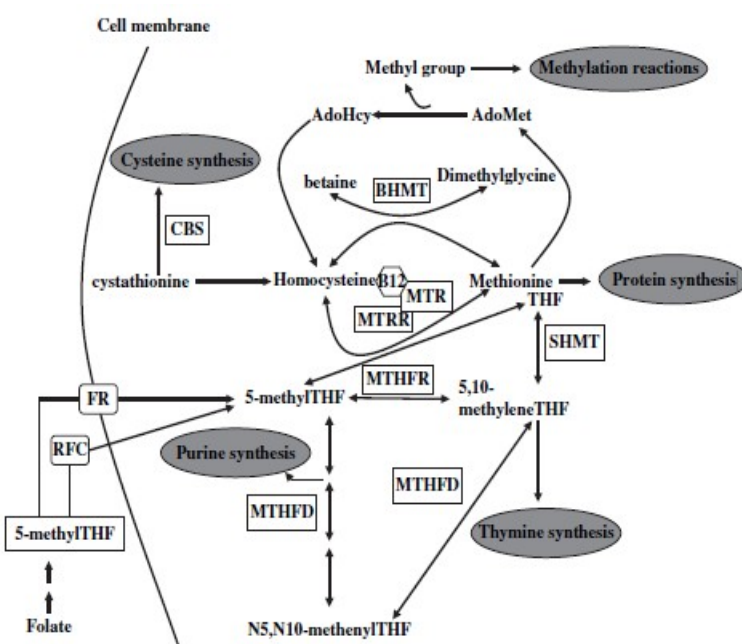 Cell membrane
Methyl group
Methylation reactions
AdoHcy
AdoMet
Cysteine synthesis
betaine
BHMT
Dimethylglycine
CBS
cystathionine
Homocysteine
B12
MTR
Methionine
THF
Protein synthesis
MTRR
SHMT
MTHFR
FR
5-methylTHF
5,10-
methyleneTHF
RFC
Purine synthesis
MTHFD
MTHFD
5-methylTHF
Thymine synthesis
Folate
N5,N10-methenylTHF